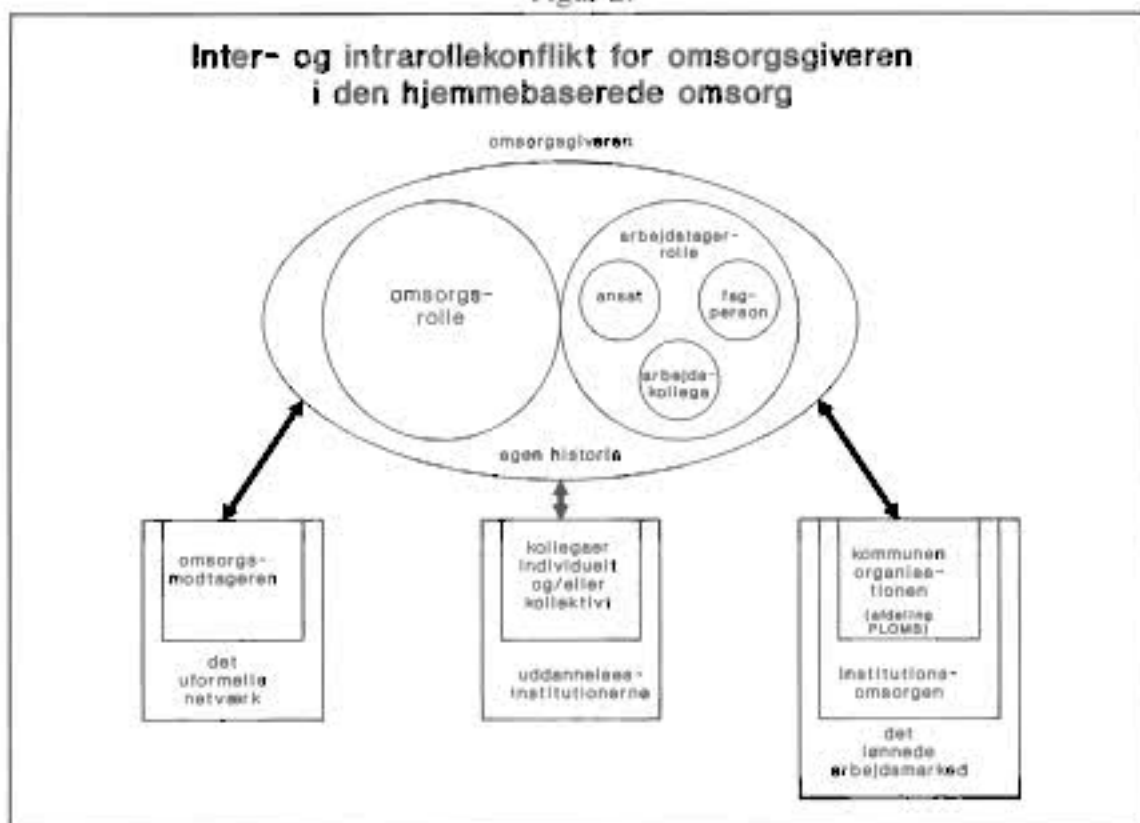 Figur 2.
Inter- og intrarollekonflikt for omsorgsgiveren
i den hjemmebaserede omsorg
omsorgsgiveren
omsorgs-
rolle
arbejdstager-
rolle
ansat
fag-
person
arbejds-
kollega
egen historie
omsorgs-
modtageren
det
uformelle
netværk
kollegaer
individuelt
og/eller
kollektivt
uddannelses-
institutionerne
kommunen
organisa-
tionen
(afdeling
PLOMS)
institutions-
omsorgen
det
lønnede
arbejdsmarked